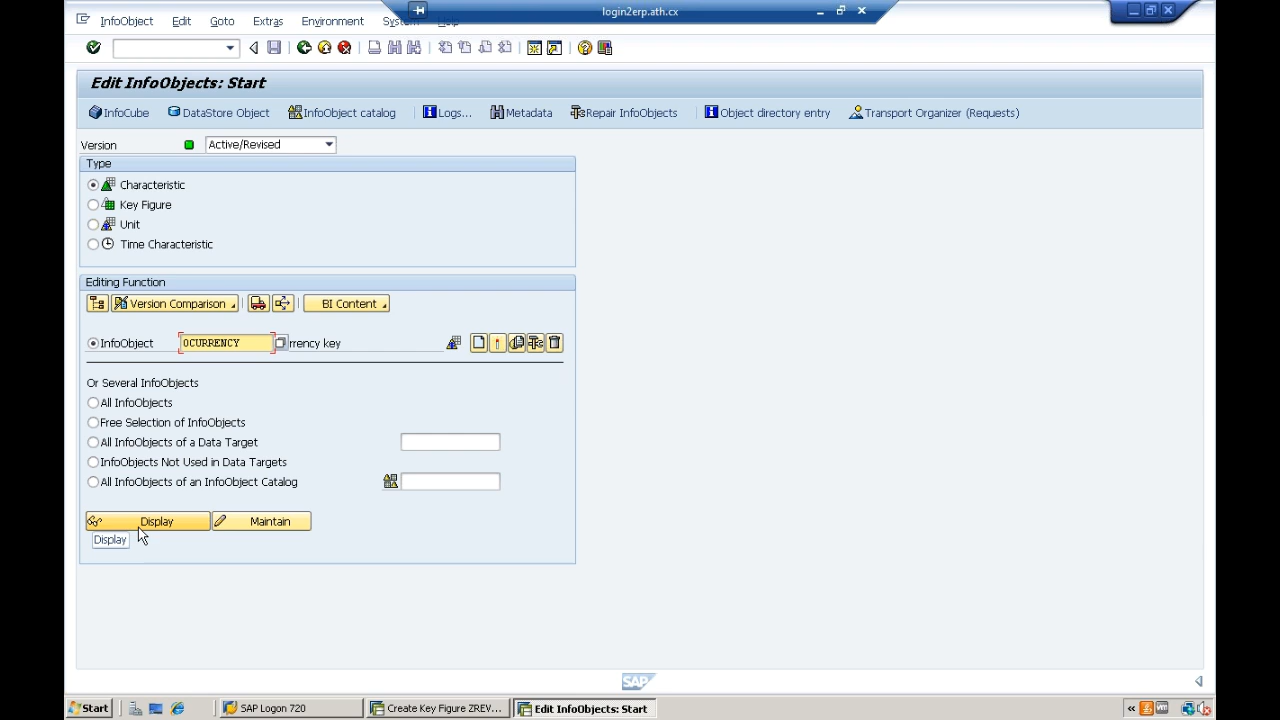 login2erp.ath.cx
InfoObject Edit Goto Extras Environment System Help
Edit InfoObjects: Start
InfoCube DataStore Object InfoObject catalog Logs... Metadata Repair InfoObjects Object directory entry Transport Organizer (Requests)
Version Active/Revised
Type
Characteristic
Key Figure
Unit
Time Characteristic
Editing Function
Version Comparison BI Content
InfoObject 0CURRENCY rrency key
Or Several InfoObjects
All InfoObjects
Free Selection of InfoObjects
All InfoObjects of a Data Target
InfoObjects Not Used in Data Targets
All InfoObjects of an InfoObject Catalog
Display Maintain
Display
SAP
Start SAP Logon 720 Create Key Figure ZREV... Edit InfoObjects: Start